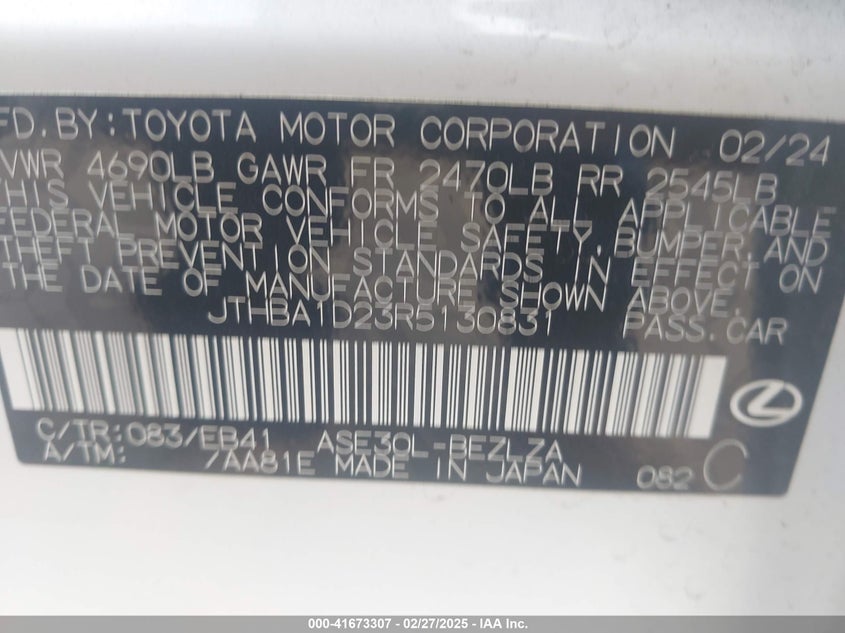 FD.BY:TOYOTA MOTOR CORPORATION 02/24
VWR 4690LB GAWR FR 2470LB RR 2545LB
THIS VEHICLE CONFORMS TO ALL APPLICABLE
FEDERAL MOTOR VEHICLE SAFETY,BUMPER,AND
THEFT PREVENTION STANDARDS IN EFFECT ON
THE DATE OF MANUFACTURE SHOWN ABOVE.
JTHBA1D23R5130831 PASS.CAR
C/TR:083/EB41 ASE30L-BEZLZA
A/TM: /AA81E MADE IN JAPAN 082 C
000-41673307 - 02/27/2025 - IAA Inc.